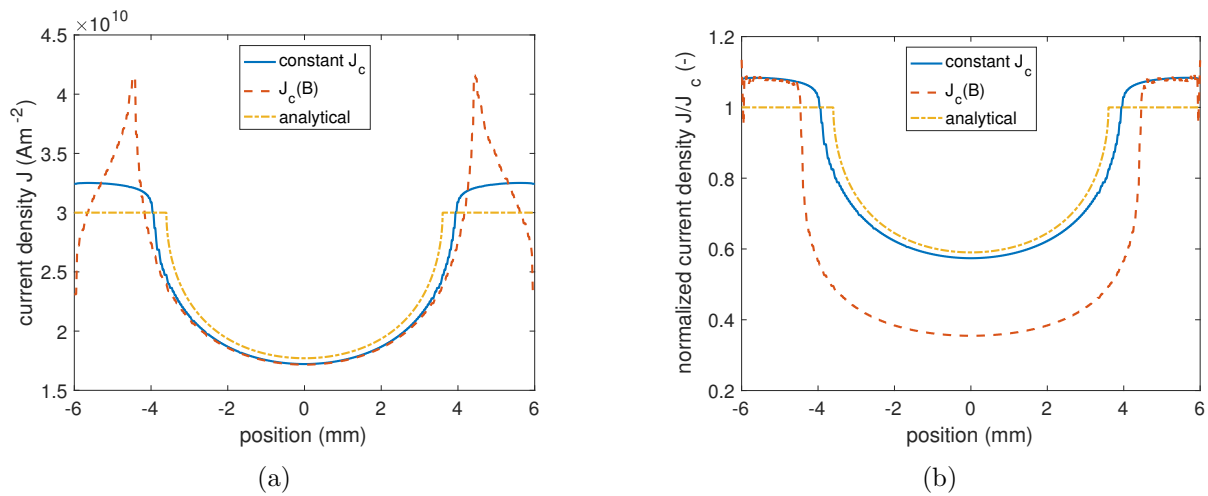 ×10^10
4.5
4
3.5
3
2.5
2
1.5
current density J (Am^-2)
-6 -4 -2 0 2 4 6
position (mm)
constant J_c
J_c(B)
analytical
(a)
1.2
1
0.8
0.6
0.4
0.2
normalized current density J/J_c (-)
-6 -4 -2 0 2 4 6
position (mm)
constant J_c
J_c(B)
analytical
(b)